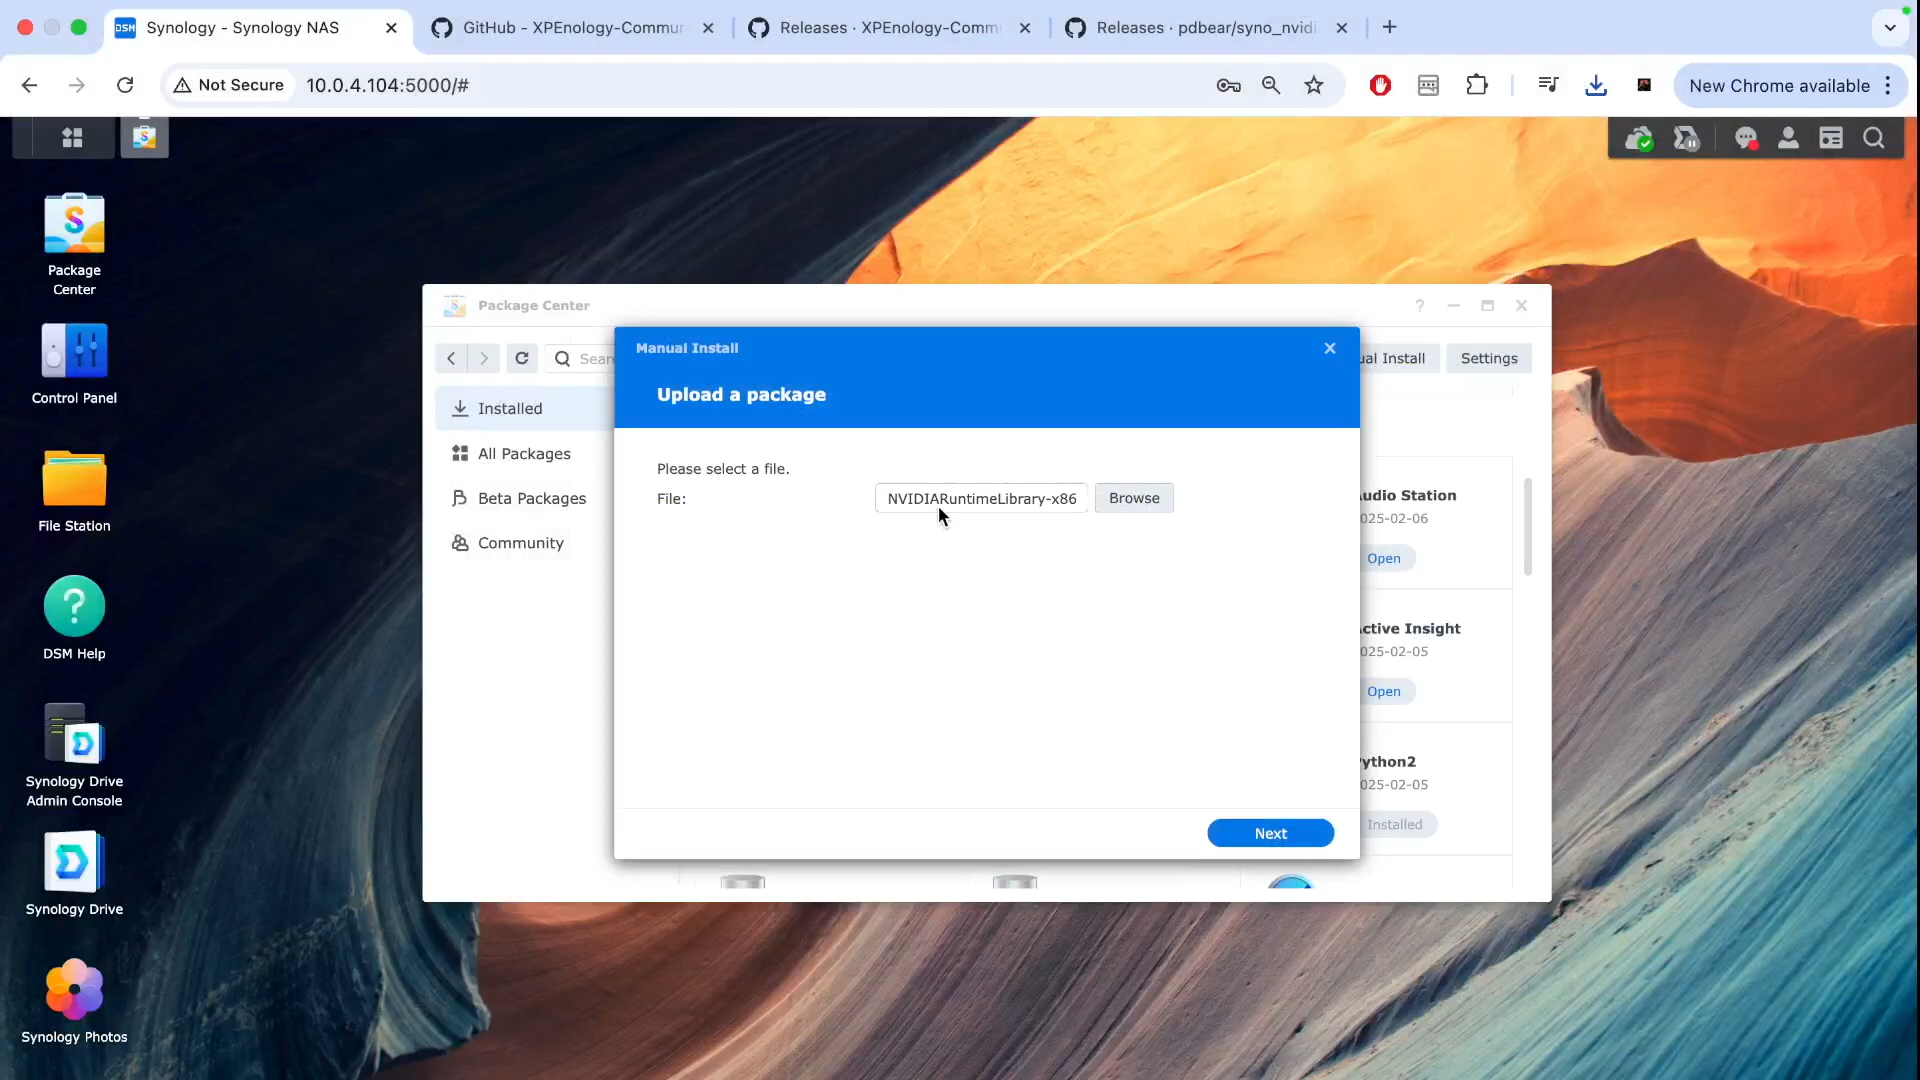 Synology - Synology NAS
GitHub - XPEnology-Commun
Releases · XPEnology-Comm
Releases · pdbear/syno_nvidi
Not Secure
10.0.4.104:5000/#
New Chrome available
Package
Center
Control Panel
File Station
DSM Help
Synology Drive
Admin Console
Synology Drive
Synology Photos
Package Center
Sear
ual Install
Settings
Installed
All Packages
Beta Packages
Community
Manual Install
Upload a package
Please select a file.
File:
NVIDIARuntimeLibrary-x86
Browse
Next
udio Station
025-02-06
Open
ctive Insight
025-02-05
Open
ython2
025-02-05
Installed